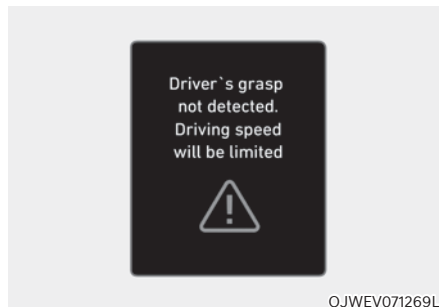 Driver`s grasp
not detected.
Driving speed
will be limited
OJWEV071269L